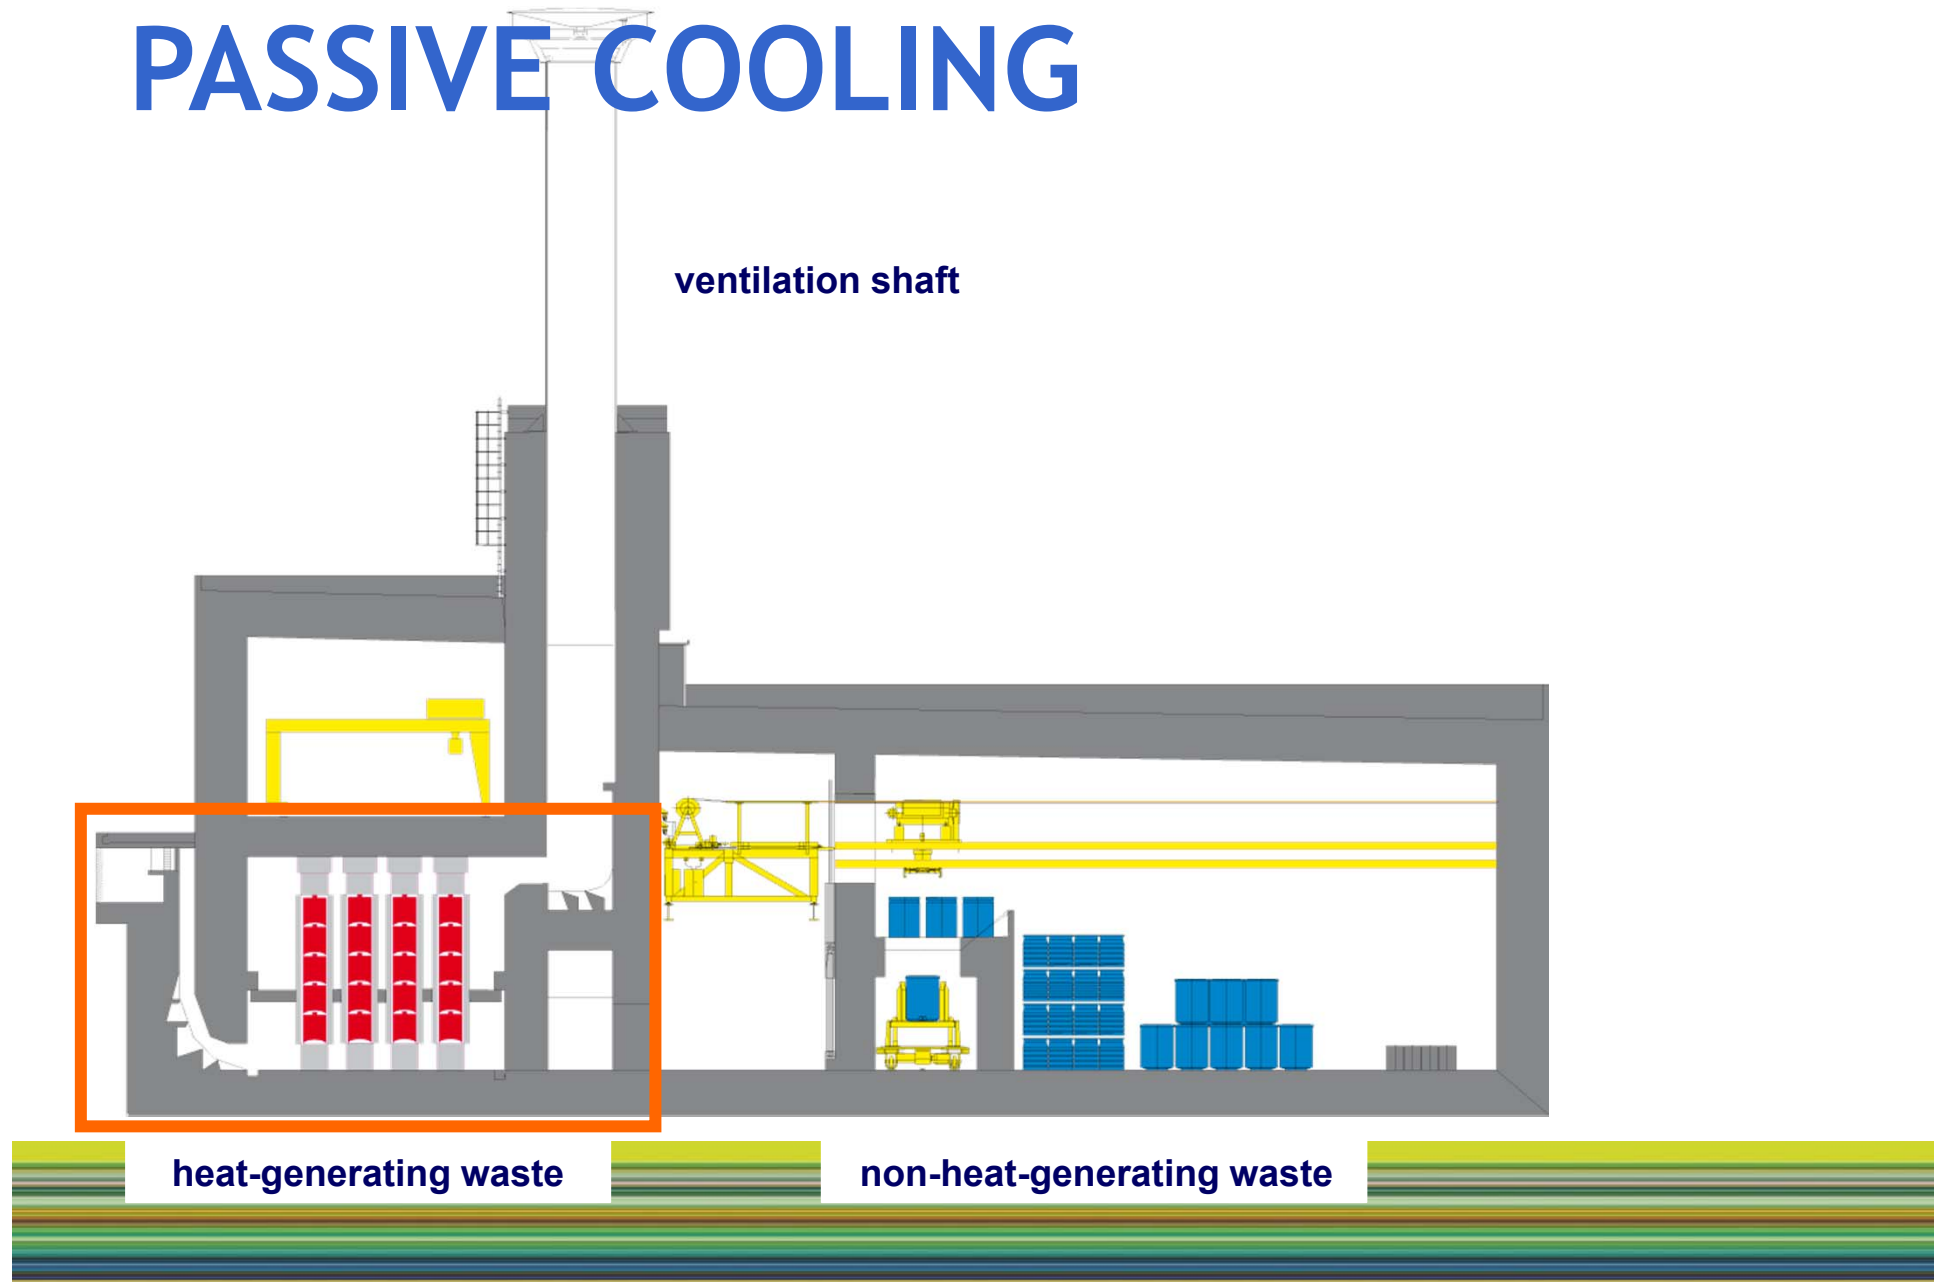 PASSIVE COOLING
ventilation shaft
heat-generating waste
non-heat-generating waste